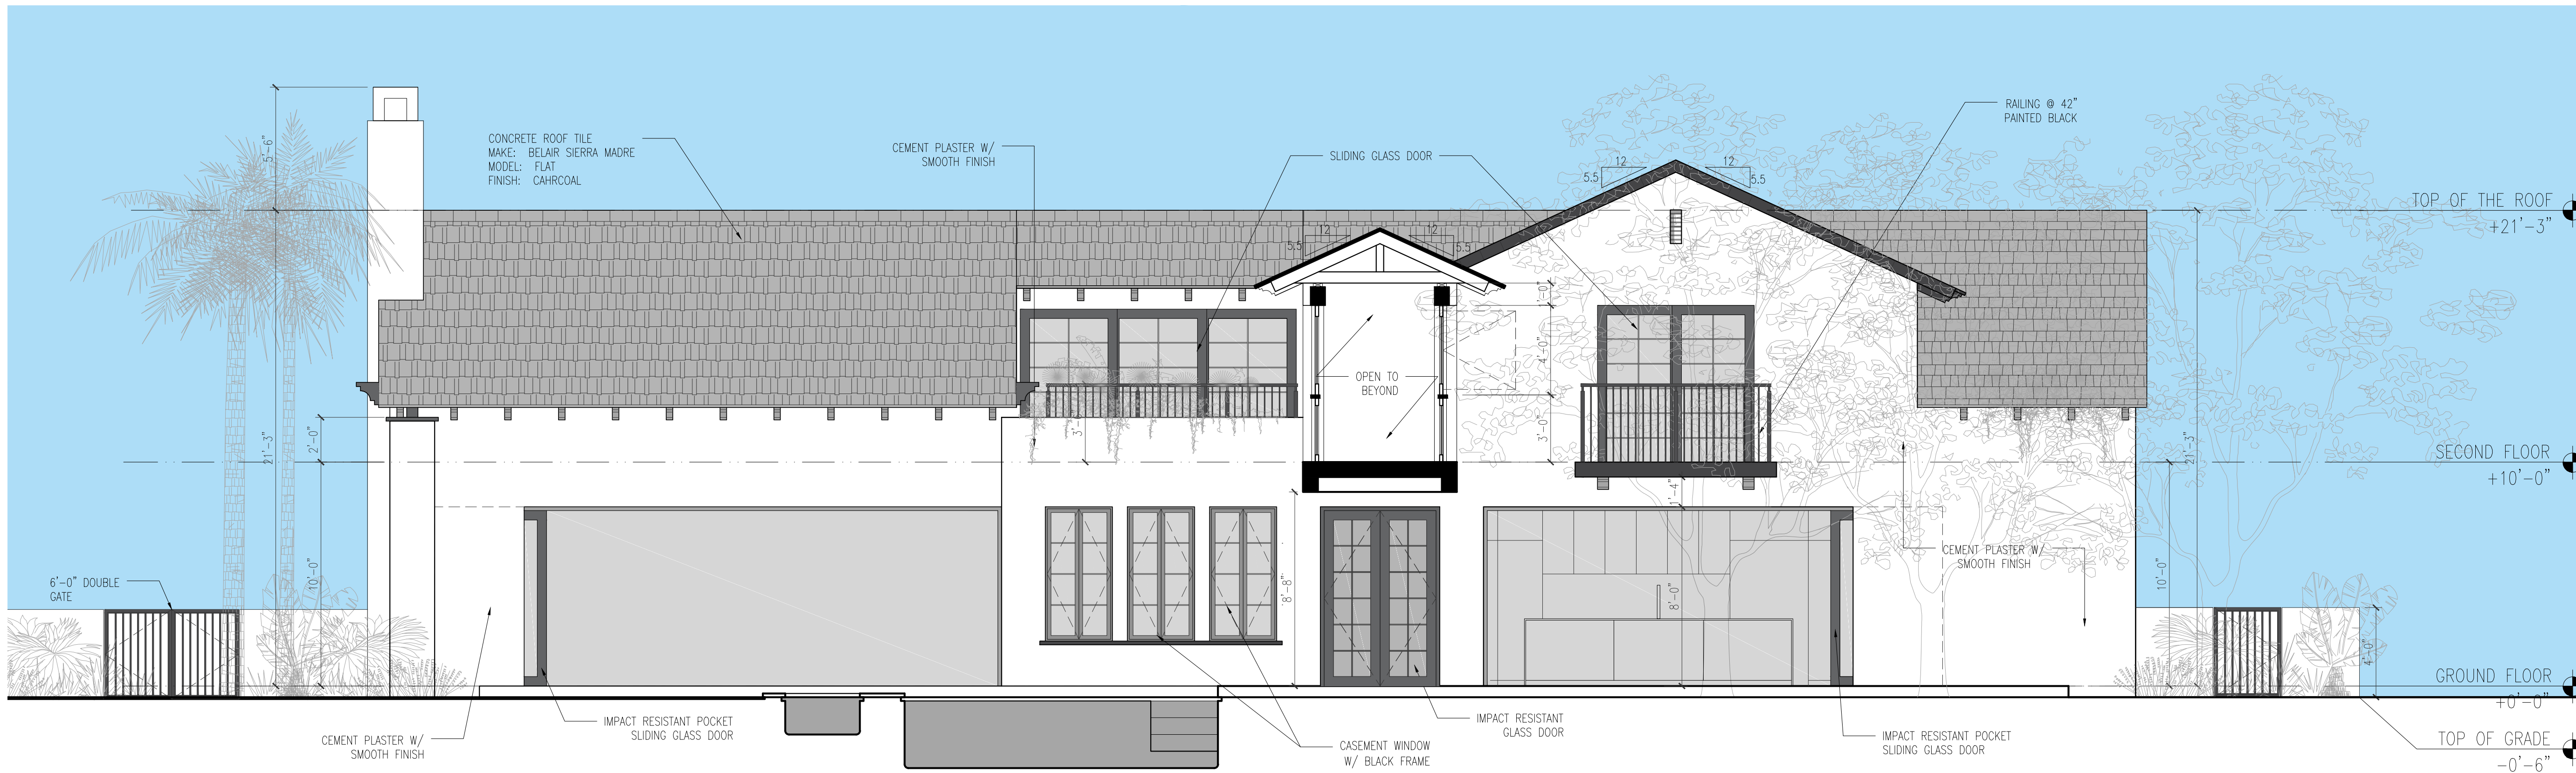 5'-6"
CONCRETE ROOF TILE
MAKE: BELAIR SIERRA MADRE
MODEL: FLAT
FINISH: CAHRCOAL
CEMENT PLASTER W/
SMOOTH FINISH
SLIDING GLASS DOOR
RAILING @ 42"
PAINTED BLACK
12
12
5.5
5.5
TOP OF THE ROOF
+21'-3"
12
12
5.5
5.5
1'-0"
4'-0"
3'-0"
OPEN TO
BEYOND
21'-3"
2'-0"
3'-0"
21'-3"
SECOND FLOOR
+10'-0"
1'-4"
10'-0"
8'-8"
8'-0"
10'-0"
CEMENT PLASTER W/
SMOOTH FINISH
6'-0" DOUBLE
GATE
4'-0"
GROUND FLOOR
+0'-0"
IMPACT RESISTANT POCKET
SLIDING GLASS DOOR
CEMENT PLASTER W/
SMOOTH FINISH
CASEMENT WINDOW
W/ BLACK FRAME
IMPACT RESISTANT
GLASS DOOR
IMPACT RESISTANT POCKET
SLIDING GLASS DOOR
TOP OF GRADE
-0'-6"